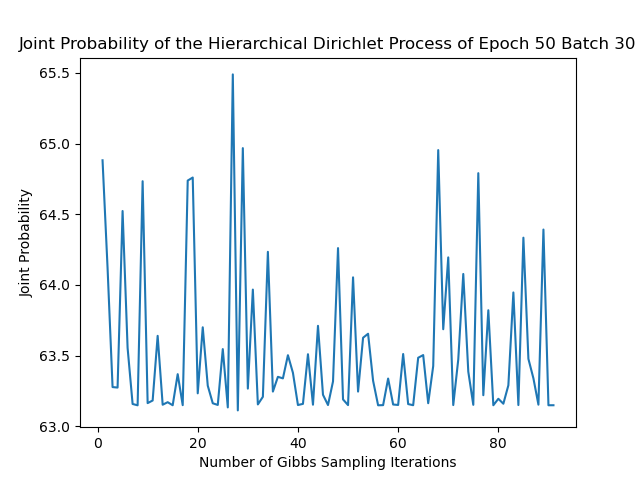 Joint Probability of the Hierarchical Dirichlet Process of Epoch 50 Batch 30
65.5
65.0
64.5
64.0
63.5
63.0
Joint Probability
0 20 40 60 80
Number of Gibbs Sampling Iterations